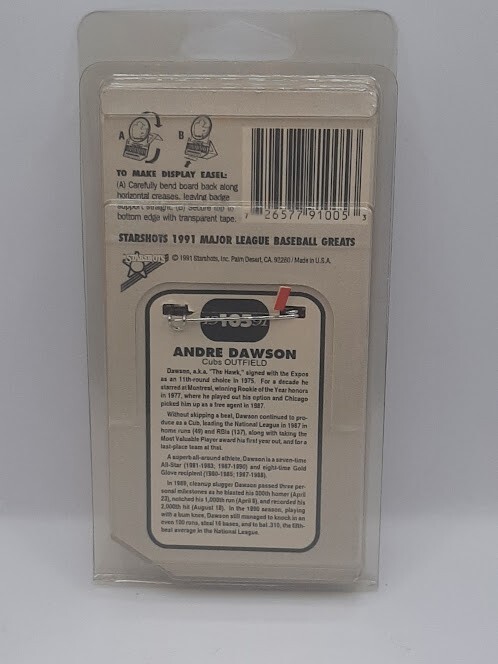 A B
TO MAKE DISPLAY EASEL:
(A) Carefully bend board back along
horizontal creases, leaving badge
support straight. (B) Secure top to
bottom edge with transparent tape.
7 26577 91005 3
STARSHOTS 1991 MAJOR LEAGUE BASEBALL GREATS
STARSHOTS
© 1991 Starshots, Inc. Palm Desert, CA. 92260 / Made in U.S.A.
ANDRE DAWSON
Cubs OUTFIELD
Dawson, a.k.a. "The Hawk," signed with the Expos
as an 11th-round choice in 1975. For a decade he
starred at Montreal, winning Rookie of the Year honors
in 1977, where he played out his option and Chicago
picked him up as a free agent in 1987.
Without skipping a beat, Dawson continued to pro-
duce as a Cub, leading the National League in 1987 in
home runs (49) and RBIs (137), along with taking the
Most Valuable Player award his first year out, and for a
last-place team at that.
A superb all-around athlete, Dawson is a seven-time
All-Star (1981-1983; 1987-1990) and eight-time Gold
Glove recipient (1980-1985; 1987-1988).
In 1989, cleanup slugger Dawson passed three per-
sonal milestones as he blasted his 300th homer (April
23), notched his 1,000th run (April 8), and recorded his
2,000th hit (August 18). In the 1990 season, playing
with a bum knee, Dawson still managed to knock in an
even 100 runs, steal 16 bases, and to bat .310, the fifth-
best average in the National League.